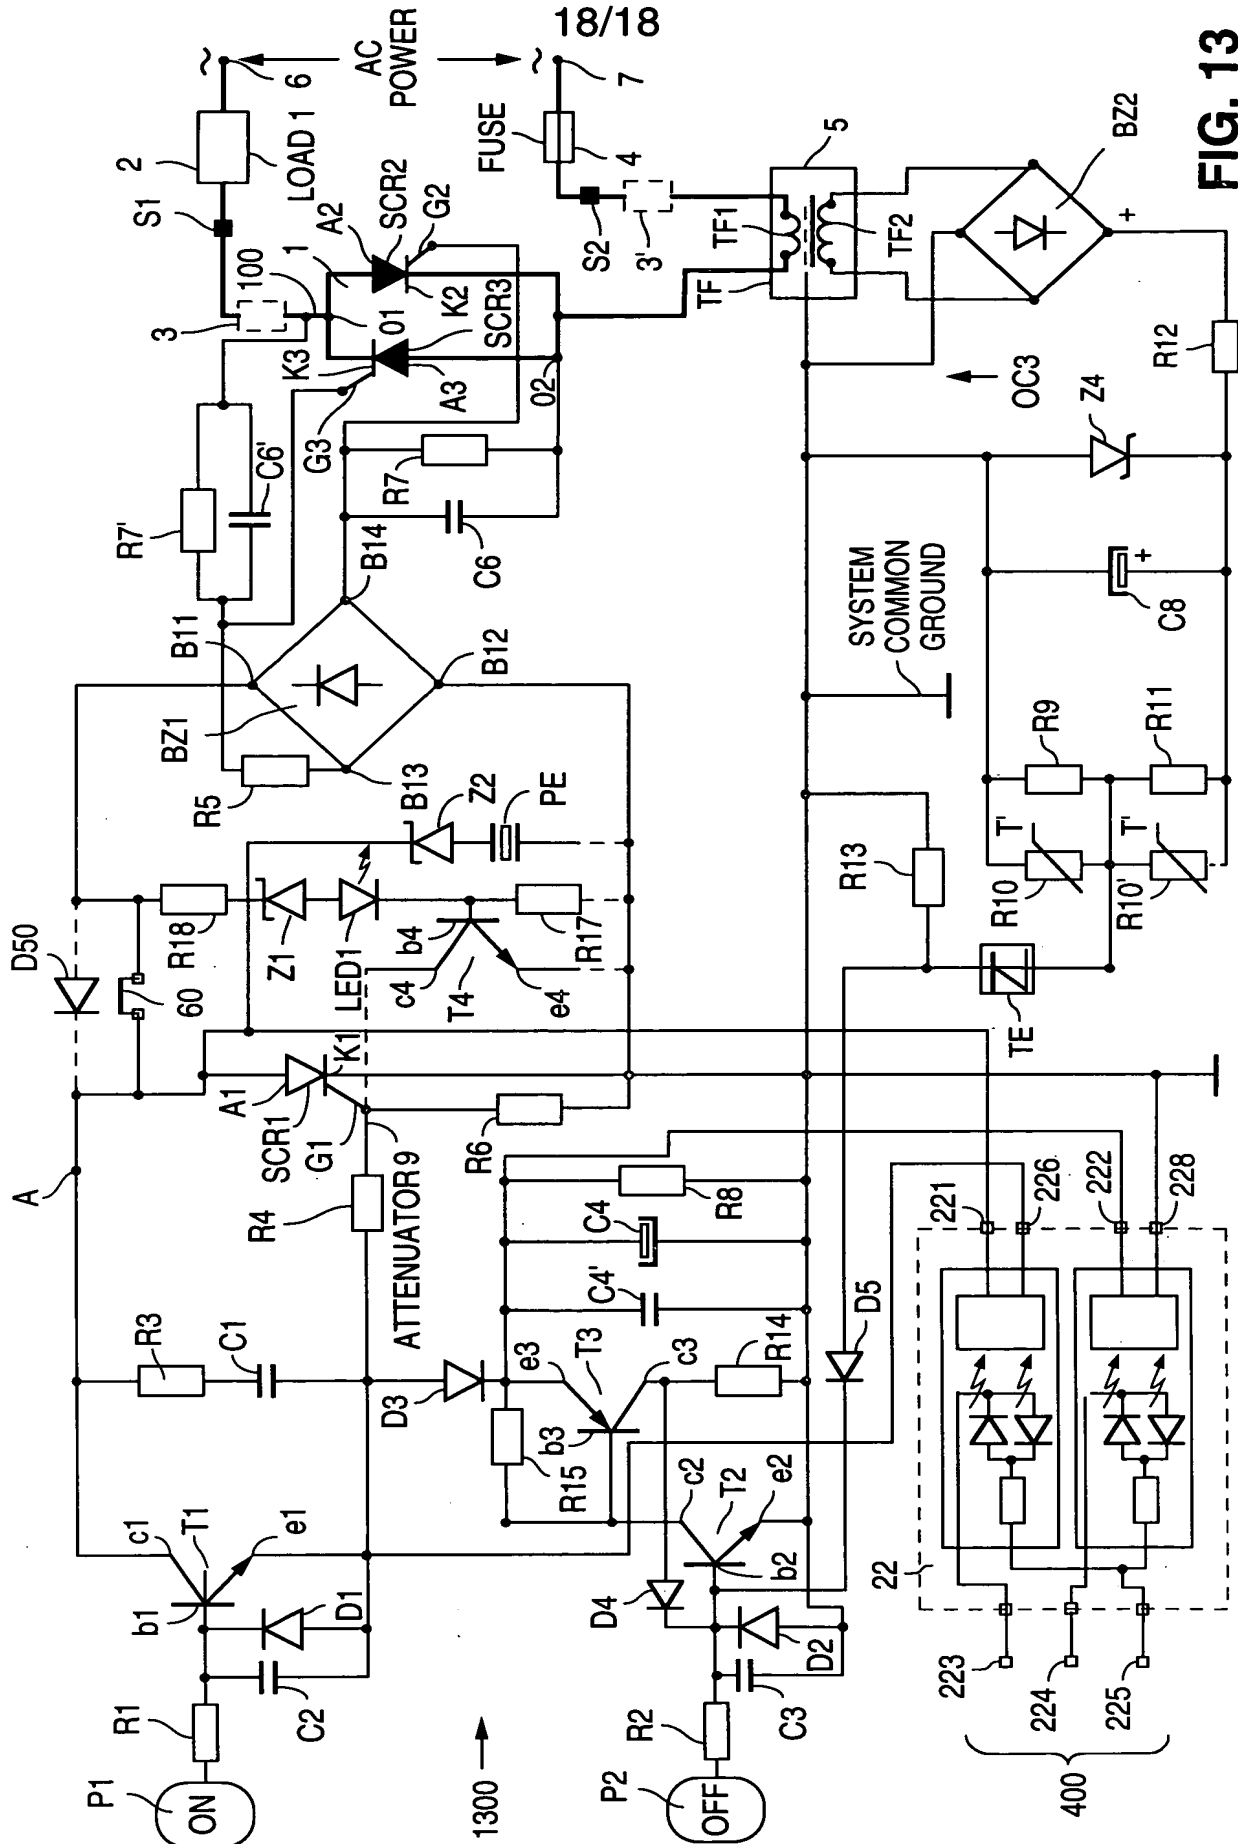 18/18
FIG. 13
~
6
AC
POWER
~
7
2
LOAD 1
S1
FUSE
4
S2
3'
3
100
1
A2
SCR2
G2
K2
K3
01
SCR3
A3
G3
02
TF
TF1
TF2
5
BZ2
+
R12
OC3
Z4
R7'
C6'
R7
C6
B14
B11
B12
BZ1
B13
R5
SYSTEM
COMMON
GROUND
C8
+
R9
R11
T'
T'
R10
R10'
R13
TE
D50
60
R18
Z1
LED1
Z2
PE
b4
c4
T4
e4
R17
A
A1
SCR1
K1
G1
R4
ATTENUATOR 9
R6
R8
C4
C4'
R3
C1
D3
e3
T3
b3
c3
R14
R15
D5
c1
T1
e1
b1
D1
R1
C2
P1
ON
1300
c2
T2
e2
b2
D4
D2
R2
C3
P2
OFF
221
226
222
228
22
223
224
225
400